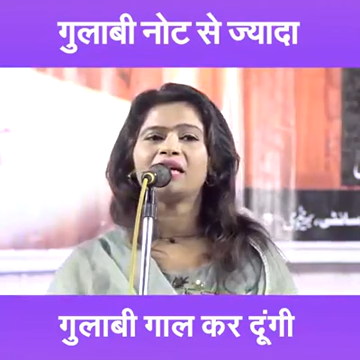 गुलाबी नोट से ज्यादा
गुलाबी गाल कर दूंगी